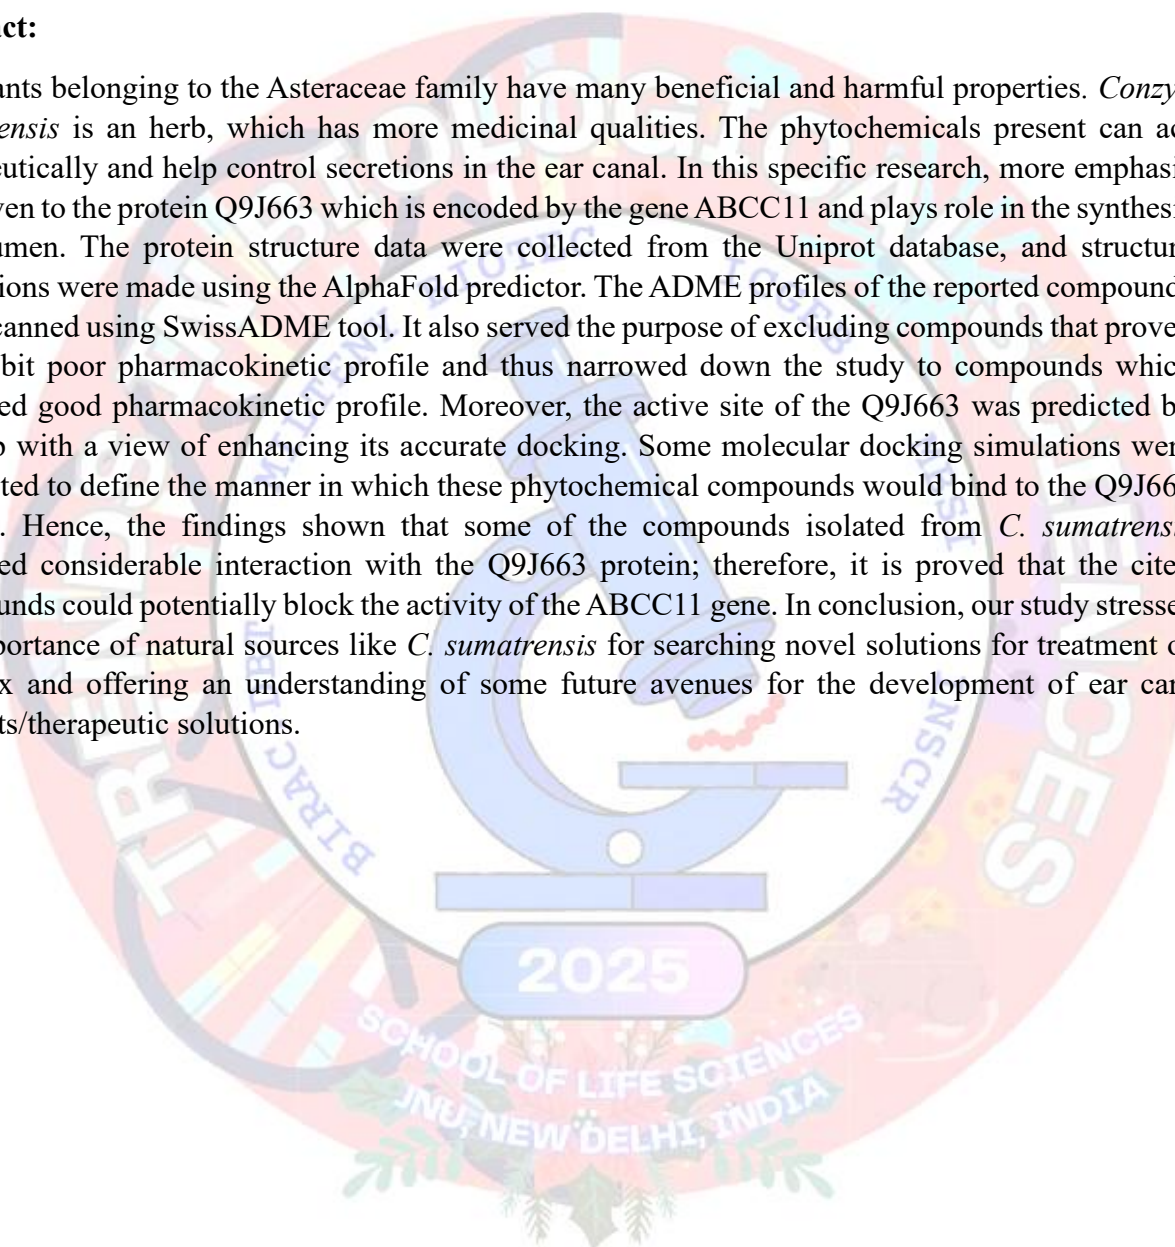 ct:
nts belonging to the Asteraceae family have many beneficial and harmful properties. Conzy
ensis is an herb, which has more medicinal qualities. The phytochemicals present can ac
eutically and help control secretions in the ear canal. In this specific research, more emphasi
ven to the protein Q9J663 which is encoded by the gene ABCC11 and plays role in the synthesi
umen. The protein structure data were collected from the Uniprot database, and structur
ions were made using the AlphaFold predictor. The ADME profiles of the reported compound
canned using SwissADME tool. It also served the purpose of excluding compounds that prove
bit poor pharmacokinetic profile and thus narrowed down the study to compounds whic
ed good pharmacokinetic profile. Moreover, the active site of the Q9J663 was predicted b
p with a view of enhancing its accurate docking. Some molecular docking simulations wer
ted to define the manner in which these phytochemical compounds would bind to the Q9J66
. Hence, the findings shown that some of the compounds isolated from C. sumatrens
ed considerable interaction with the Q9J663 protein; therefore, it is proved that the cite
unds could potentially block the activity of the ABCC11 gene. In conclusion, our study stresse
portance of natural sources like C. sumatrensis for searching novel solutions for treatment o
x and offering an understanding of some future avenues for the development of ear car
ts/therapeutic solutions.
TRENDS
SCIENCES
MILTENYI BIOTEC
ICGEB
BIRAC IBT
ANSCR
2025
SCHOOL OF LIFE SCIENCES
JNU, NEW DELHI, INDIA